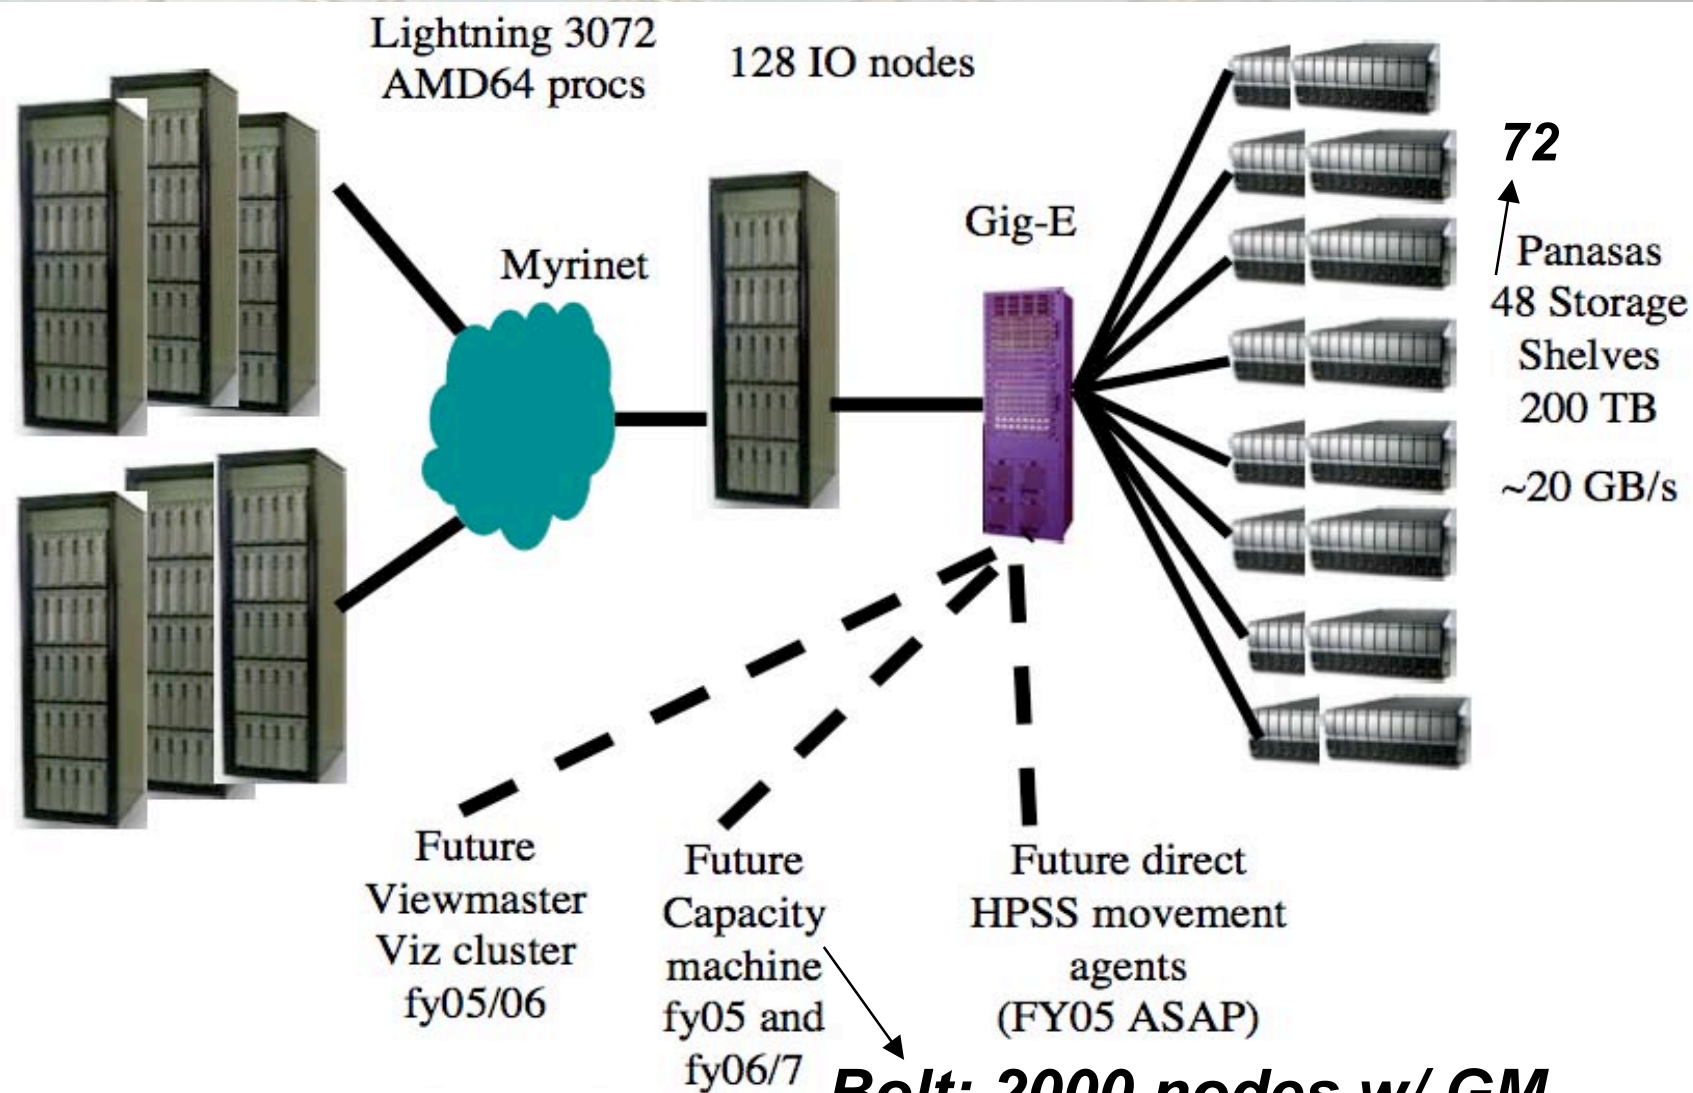 Lightning 3072
AMD64 procs
128 IO nodes
72
Gig-E
Myrinet
Panasas
48 Storage
Shelves
200 TB
~20 GB/s
Future
Viewmaster
Viz cluster
fy05/06
Future
Capacity
machine
fy05 and
fy06/7
Future direct
HPSS movement
agents
(FY05 ASAP)
Bolt: 2000 nodes w/ GM